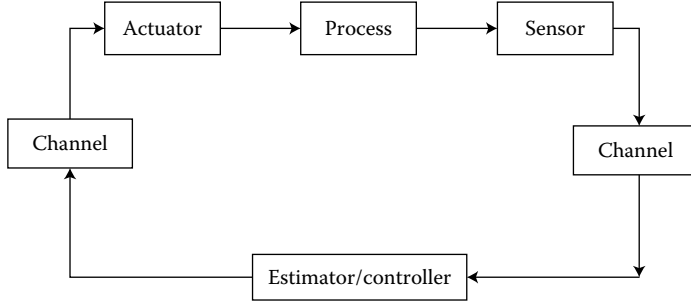 Actuator
Process
Sensor
Channel
Channel
Estimator/controller